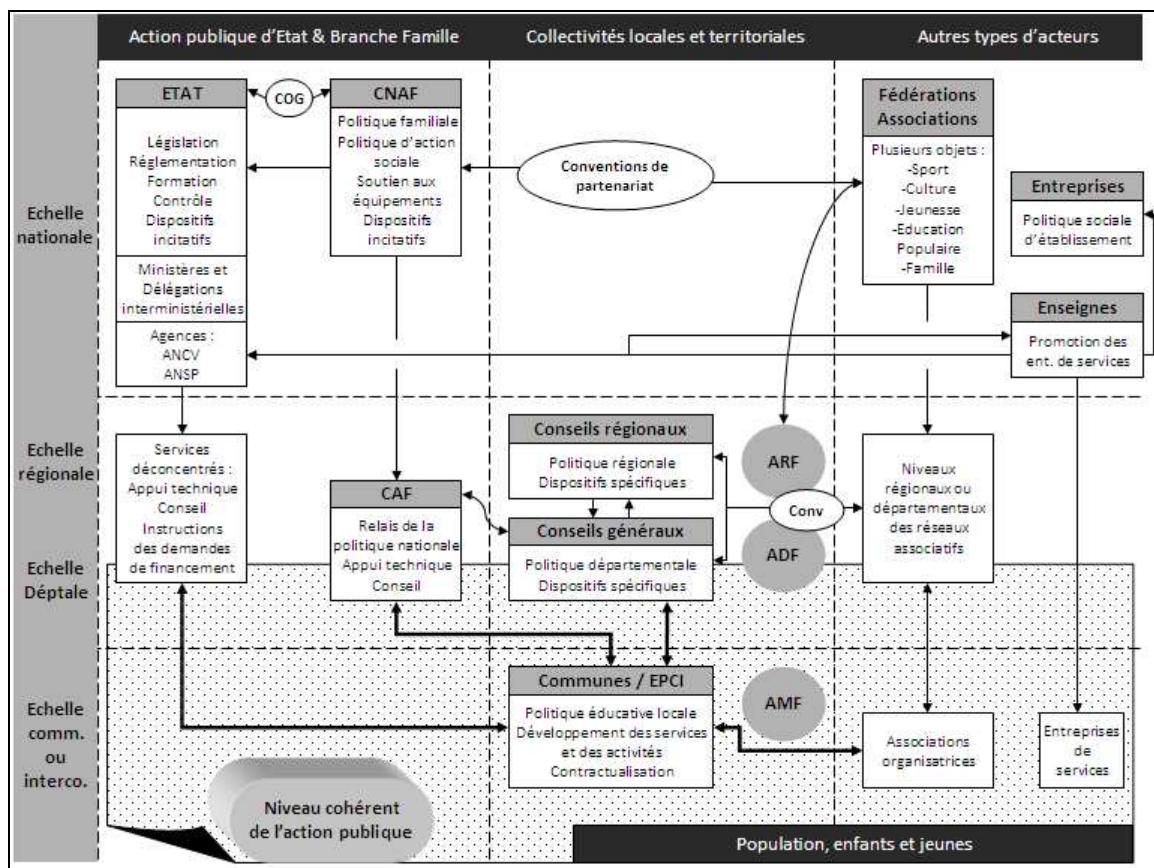 Action publique d'Etat & Branche Famille
Collectivités locales et territoriales
Autres types d'acteurs
Echelle
nationale
ETAT
Législation
Réglementation
Formation
Contrôle
Dispositifs
incitatifs
Ministères et
Délégations
interministérielles
Agences :
ANCV
ANSP
COG
CNAF
Politique familiale
Politique d'action
sociale
Soutien aux
équipements
Dispositifs
incitatifs
Conventions de
partenariat
Fédérations
Associations
Plusieurs objets :
-Sport
-Culture
-Jeunesse
-Education
Populaire
-Famille
Entreprises
Politique sociale
d'établissement
Enseignes
Promotion des
ent. de services
Echelle
régionale
Echelle
Déptale
Services
déconcentrés :
Appui technique
Conseil
Instructions
des demandes
de financement
CAF
Relais de la
politique nationale
Appui technique
Conseil
Conseils régionaux
Politique régionale
Dispositifs spécifiques
Conseils généraux
Politique départementale
Dispositifs spécifiques
ARF
Conv
ADF
Niveaux
régionaux ou
départementaux
des réseaux
associatifs
Echelle
comm.
ou
interco.
Communes / EPCI
Politique éducative locale
Développement des services
et des activités
Contractualisation
AMF
Associations
organisatrices
Entreprises
de
services
Niveau cohérent
de l'action publique
Population, enfants et jeunes